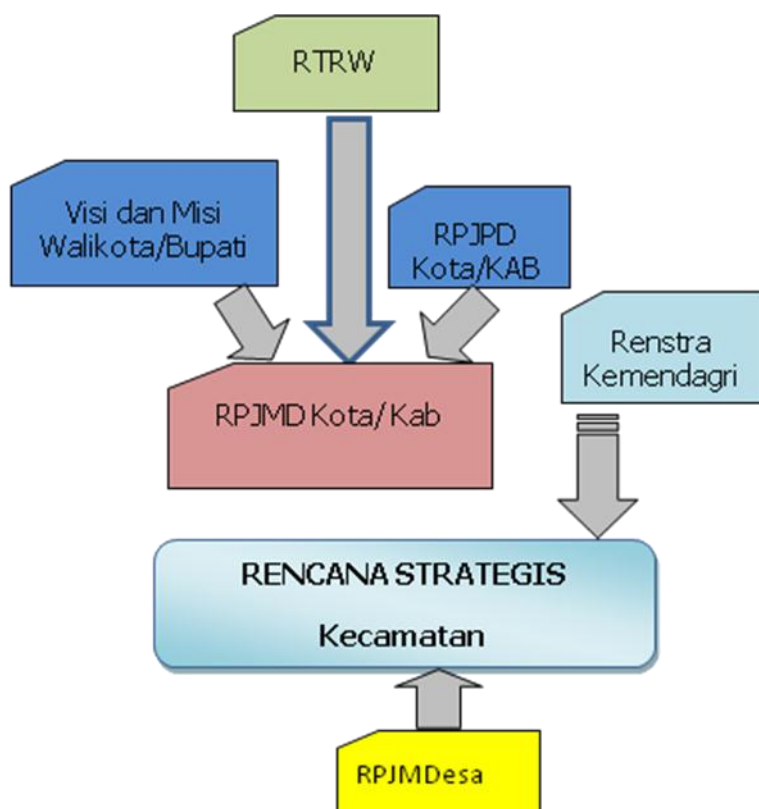 RTRW
Visi dan Misi
Walikota/Bupati
RPJPD
Kota/KAB
Renstra
Kemendagri
RPJMD Kota/ Kab
RENCANA STRATEGIS
Kecamatan
RPJMDesa